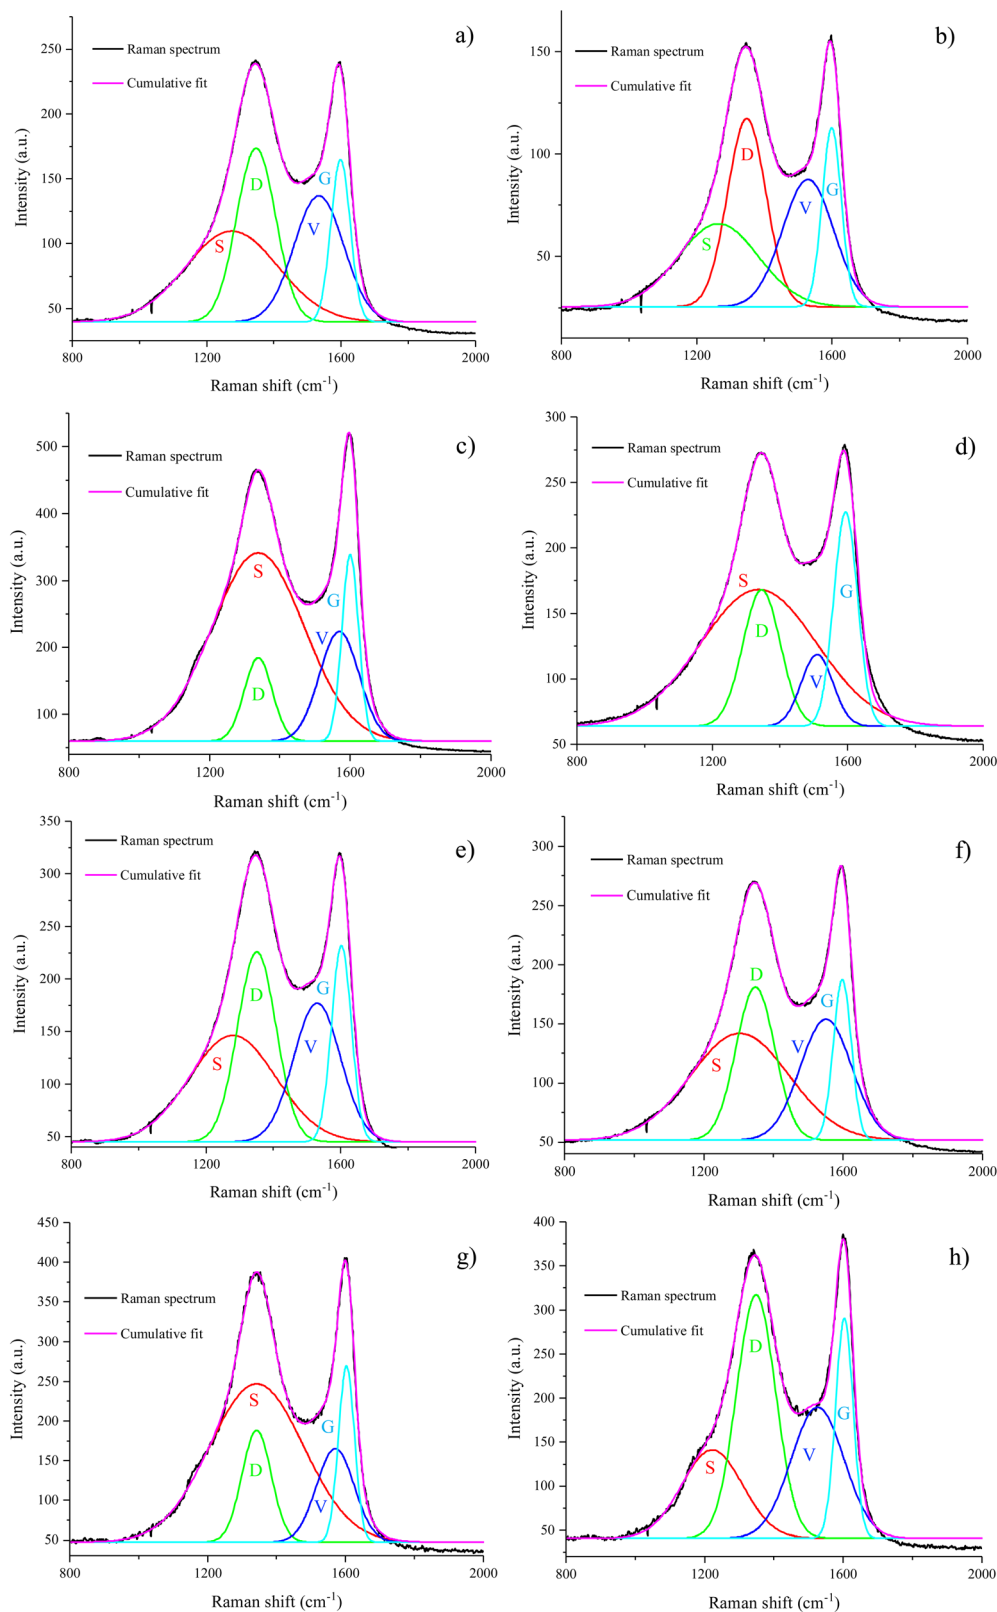 a)
Raman spectrum
Cumulative fit
250
200
150
100
50
Intensity (a.u.)
S
D
V
G
800
1200
1600
2000
Raman shift (cm-1)
b)
Raman spectrum
Cumulative fit
150
100
50
Intensity (a.u.)
S
D
V
G
800
1200
1600
2000
Raman shift (cm-1)
c)
Raman spectrum
Cumulative fit
500
400
300
200
100
Intensity (a.u.)
S
D
V
G
800
1200
1600
2000
Raman shift (cm-1)
d)
Raman spectrum
Cumulative fit
300
250
200
150
100
50
Intensity (a.u.)
S
D
V
G
800
1200
1600
2000
Raman shift (cm-1)
e)
Raman spectrum
Cumulative fit
350
300
250
200
150
100
50
Intensity (a.u.)
S
D
V
G
800
1200
1600
2000
Raman shift (cm-1)
f)
Raman spectrum
Cumulative fit
300
250
200
150
100
50
Intensity (a.u.)
S
D
V
G
800
1200
1600
2000
Raman shift (cm-1)
g)
Raman spectrum
Cumulative fit
450
400
350
300
250
200
150
100
50
Intensity (a.u.)
S
D
V
G
800
1200
1600
2000
Raman shift (cm-1)
h)
Raman spectrum
Cumulative fit
400
350
300
250
200
150
100
50
Intensity (a.u.)
S
D
V
G
800
1200
1600
2000
Raman shift (cm-1)